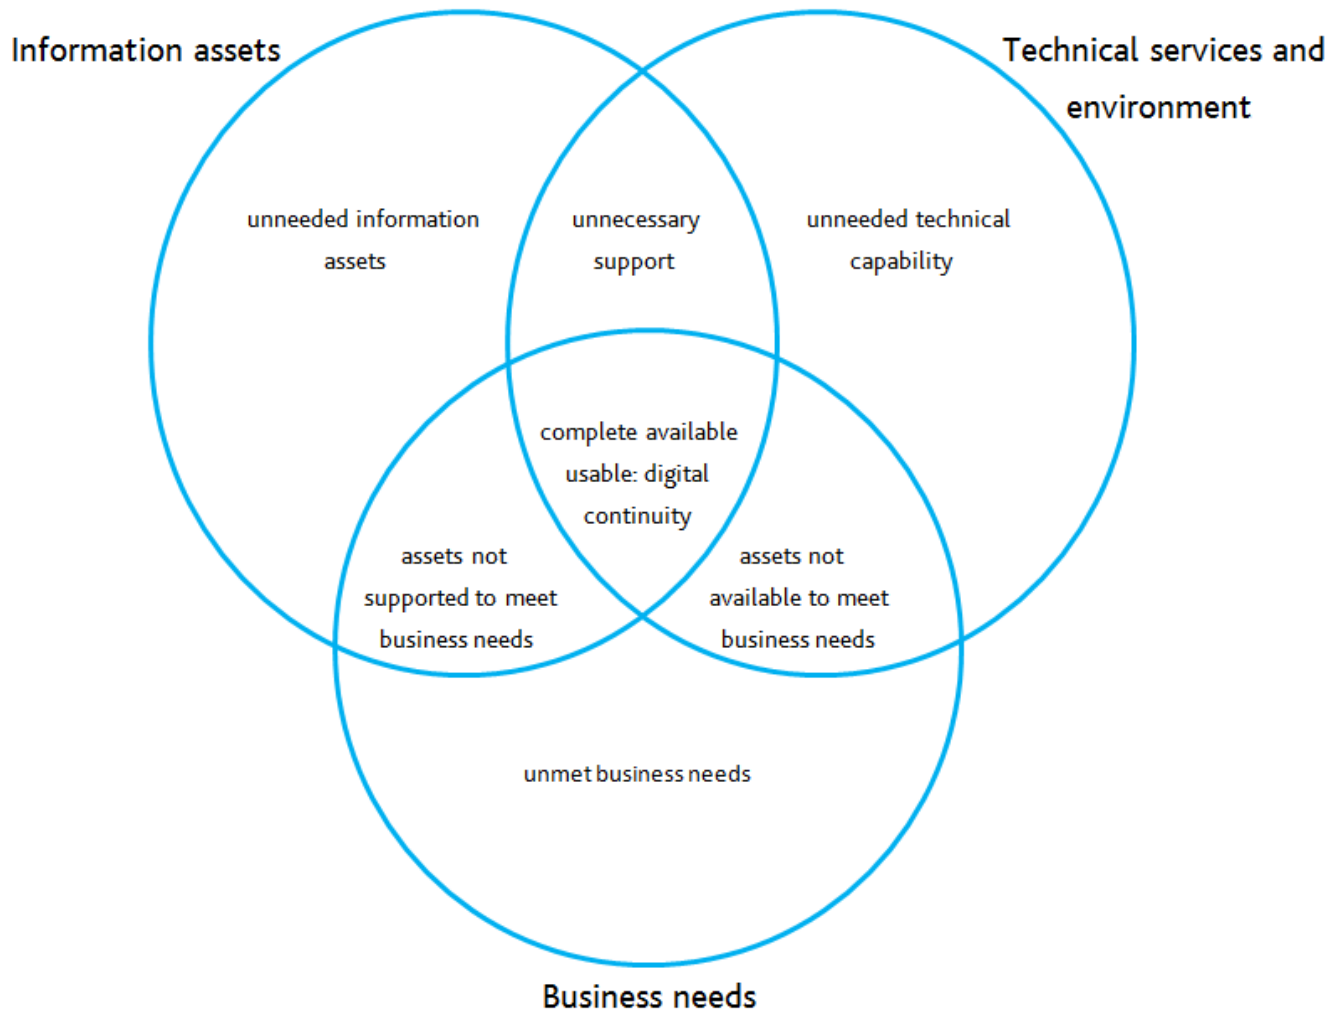 Information assets
Technical services and
environment
unneeded information
assets
unnecessary
support
unneeded technical
capability
complete available
usable: digital
continuity
assets not
supported to meet
business needs
assets not
available to meet
business needs
unmet business needs
Business needs